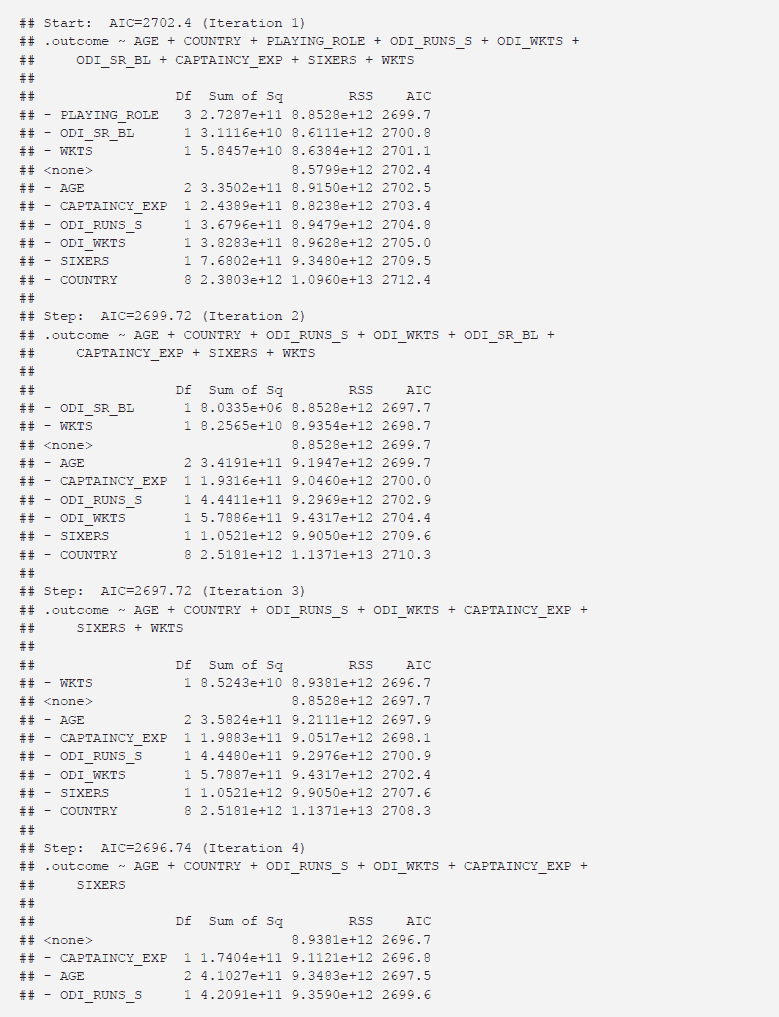 ## Start:  AIC=2702.4 (Iteration 1)
## .outcome ~ AGE + COUNTRY + PLAYING_ROLE + ODI_RUNS_S + ODI_WKTS +
##     ODI_SR_BL + CAPTAINCY_EXP + SIXERS + WKTS
##
##                 Df  Sum of Sq        RSS    AIC
## - PLAYING_ROLE   3 2.7287e+11 8.8528e+12 2699.7
## - ODI_SR_BL      1 3.1116e+10 8.6111e+12 2700.8
## - WKTS           1 5.8457e+10 8.6384e+12 2701.1
## <none>                        8.5799e+12 2702.4
## - AGE            2 3.3502e+11 8.9150e+12 2702.5
## - CAPTAINCY_EXP  1 2.4389e+11 8.8238e+12 2703.4
## - ODI_RUNS_S     1 3.6796e+11 8.9479e+12 2704.8
## - ODI_WKTS       1 3.8283e+11 8.9628e+12 2705.0
## - SIXERS         1 7.6802e+11 9.3480e+12 2709.5
## - COUNTRY        8 2.3803e+12 1.0960e+13 2712.4
##
## Step:  AIC=2699.72 (Iteration 2)
## .outcome ~ AGE + COUNTRY + ODI_RUNS_S + ODI_WKTS + ODI_SR_BL +
##     CAPTAINCY_EXP + SIXERS + WKTS
##
##                 Df  Sum of Sq        RSS    AIC
## - ODI_SR_BL      1 8.0335e+06 8.8528e+12 2697.7
## - WKTS           1 8.2565e+10 8.9354e+12 2698.7
## <none>                        8.8528e+12 2699.7
## - AGE            2 3.4191e+11 9.1947e+12 2699.7
## - CAPTAINCY_EXP  1 1.9316e+11 9.0460e+12 2700.0
## - ODI_RUNS_S     1 4.4411e+11 9.2969e+12 2702.9
## - ODI_WKTS       1 5.7886e+11 9.4317e+12 2704.4
## - SIXERS         1 1.0521e+12 9.9050e+12 2709.6
## - COUNTRY        8 2.5181e+12 1.1371e+13 2710.3
##
## Step:  AIC=2697.72 (Iteration 3)
## .outcome ~ AGE + COUNTRY + ODI_RUNS_S + ODI_WKTS + CAPTAINCY_EXP +
##     SIXERS + WKTS
##
##                 Df  Sum of Sq        RSS    AIC
## - WKTS           1 8.5243e+10 8.9381e+12 2696.7
## <none>                        8.8528e+12 2697.7
## - AGE            2 3.5824e+11 9.2111e+12 2697.9
## - CAPTAINCY_EXP  1 1.9883e+11 9.0517e+12 2698.1
## - ODI_RUNS_S     1 4.4480e+11 9.2976e+12 2700.9
## - ODI_WKTS       1 5.7887e+11 9.4317e+12 2702.4
## - SIXERS         1 1.0521e+12 9.9050e+12 2707.6
## - COUNTRY        8 2.5181e+12 1.1371e+13 2708.3
##
## Step:  AIC=2696.74 (Iteration 4)
## .outcome ~ AGE + COUNTRY + ODI_RUNS_S + ODI_WKTS + CAPTAINCY_EXP +
##     SIXERS
##
##                 Df  Sum of Sq        RSS    AIC
## <none>                        8.9381e+12 2696.7
## - CAPTAINCY_EXP  1 1.7404e+11 9.1121e+12 2696.8
## - AGE            2 4.1027e+11 9.3483e+12 2697.5
## - ODI_RUNS_S     1 4.2091e+11 9.3590e+12 2699.6